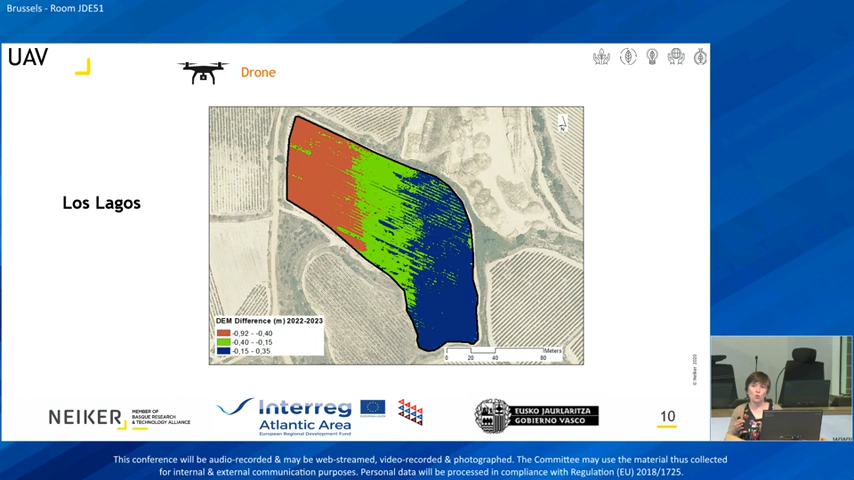 Brussels - Room JDE51
UAV
Drone
Los Lagos
N
DEM Difference (m) 2022-2023
-0,92 - -0,40
-0,40 - -0,15
-0,15 - 0,35
Meters
0 20 40 80
© Neiker 2020
NEIKER
MEMBER OF
BASQUE RESEARCH
& TECHNOLOGY ALLIANCE
Interreg
Atlantic Area
European Regional Development Fund
EUSKO JAURLARITZA
GOBIERNO VASCO
10
This conference will be audio-recorded & may be web-streamed, video-recorded & photographed. The Committee may use the material thus collected
for internal & external communication purposes. Personal data will be processed in compliance with Regulation (EU) 2018/1725.